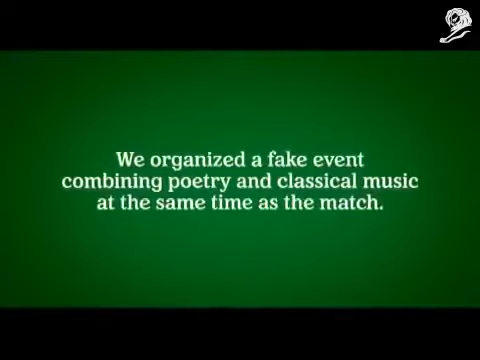 We organized a fake event
combining poetry and classical music
at the same time as the match.